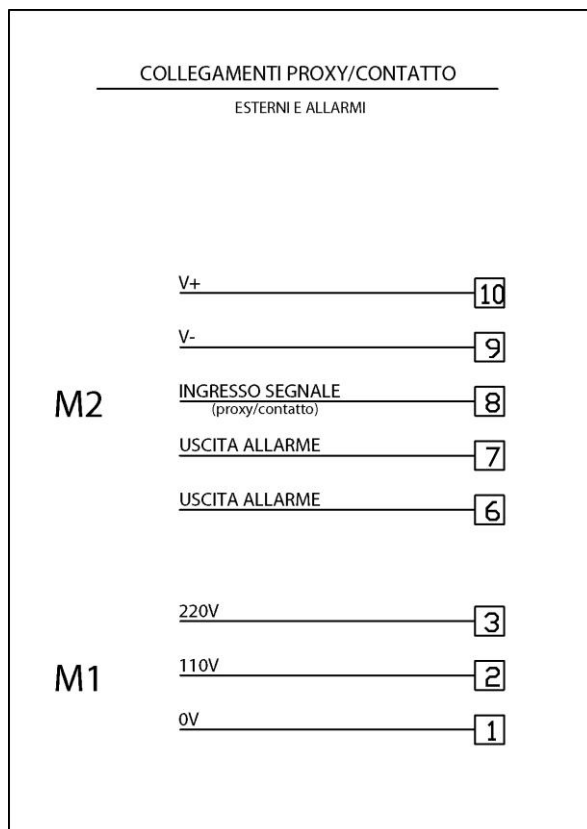 COLLEGAMENTI PROXY/CONTATTO
ESTERNI E ALLARMI
V+ 10
V- 9
M2
INGRESSO SEGNALE 8
(proxy/contatto)
USCITA ALLARME 7
USCITA ALLARME 6
220V 3
M1
110V 2
0V 1